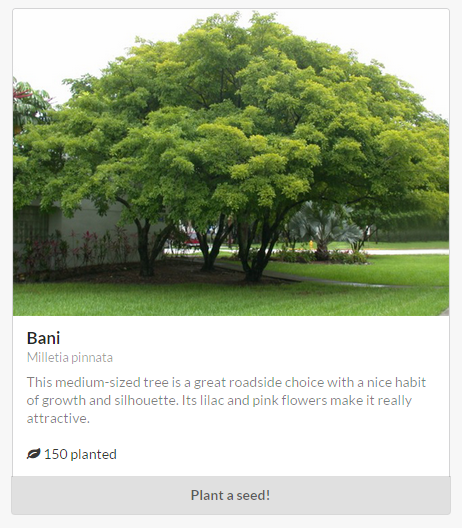 Bani
Milletia pinnata
This medium-sized tree is a great roadside choice with a nice habit
of growth and silhouette. Its lilac and pink flowers make it really
attractive.
150 planted
Plant a seed!